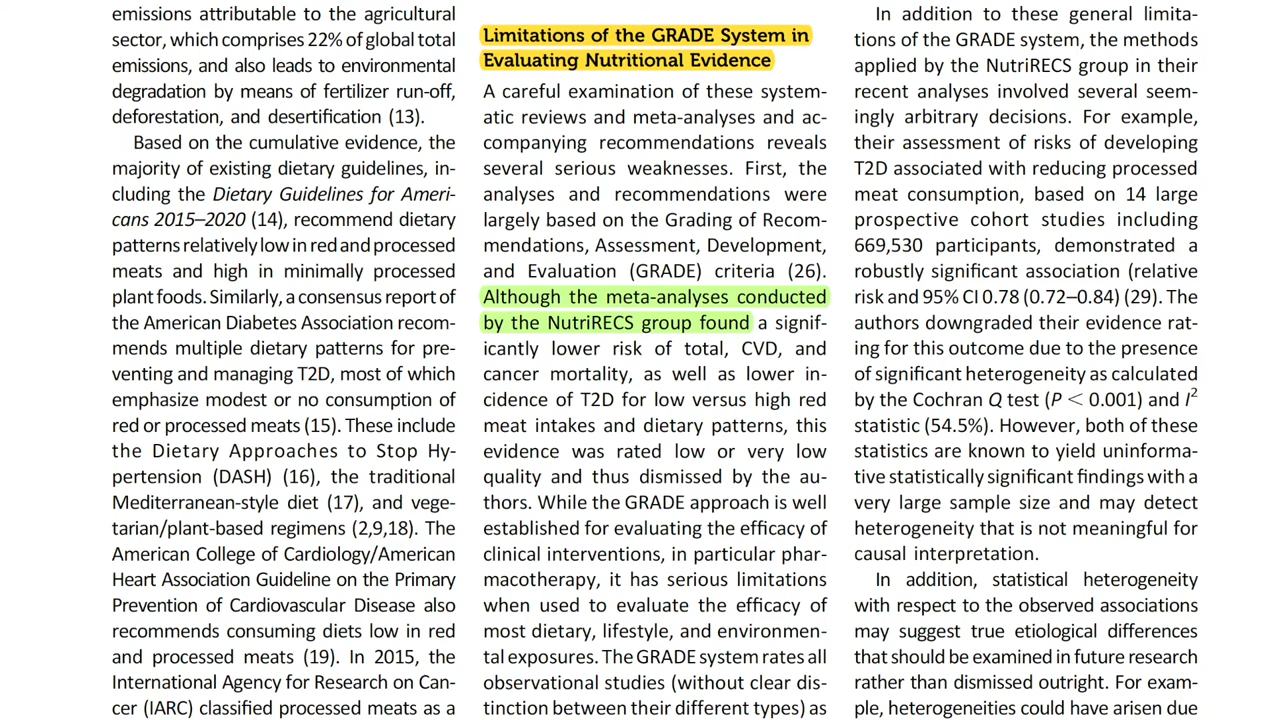 emissions attributable to the agricultural
sector, which comprises 22% of global total
emissions, and also leads to environmental
degradation by means of fertilizer run-off,
deforestation, and desertification (13).
Based on the cumulative evidence, the
majority of existing dietary guidelines, in-
cluding the Dietary Guidelines for Ameri-
cans 2015–2020 (14), recommend dietary
patterns relatively low in red and processed
meats and high in minimally processed
plant foods. Similarly, a consensus report of
the American Diabetes Association recom-
mends multiple dietary patterns for pre-
venting and managing T2D, most of which
emphasize modest or no consumption of
red or processed meats (15). These include
the Dietary Approaches to Stop Hy-
pertension (DASH) (16), the traditional
Mediterranean-style diet (17), and vege-
tarian/plant-based regimens (2,9,18). The
American College of Cardiology/American
Heart Association Guideline on the Primary
Prevention of Cardiovascular Disease also
recommends consuming diets low in red
and processed meats (19). In 2015, the
International Agency for Research on Can-
cer (IARC) classified processed meats as a
Limitations of the GRADE System in
Evaluating Nutritional Evidence
A careful examination of these system-
atic reviews and meta-analyses and ac-
companying recommendations reveals
several serious weaknesses. First, the
analyses and recommendations were
largely based on the Grading of Recom-
mendations, Assessment, Development,
and Evaluation (GRADE) criteria (26).
Although the meta-analyses conducted
by the NutriRECS group found a signif-
icantly lower risk of total, CVD, and
cancer mortality, as well as lower in-
cidence of T2D for low versus high red
meat intakes and dietary patterns, this
evidence was rated low or very low
quality and thus dismissed by the au-
thors. While the GRADE approach is well
established for evaluating the efficacy of
clinical interventions, in particular phar-
macotherapy, it has serious limitations
when used to evaluate the efficacy of
most dietary, lifestyle, and environmen-
tal exposures. The GRADE system rates all
observational studies (without clear dis-
tinction between their different types) as
In addition to these general limita-
tions of the GRADE system, the methods
applied by the NutriRECS group in their
recent analyses involved several seem-
ingly arbitrary decisions. For example,
their assessment of risks of developing
T2D associated with reducing processed
meat consumption, based on 14 large
prospective cohort studies including
669,530 participants, demonstrated a
robustly significant association (relative
risk and 95% CI 0.78 (0.72–0.84) (29). The
authors downgraded their evidence rat-
ing for this outcome due to the presence
of significant heterogeneity as calculated
by the Cochran Q test (P < 0.001) and I²
statistic (54.5%). However, both of these
statistics are known to yield uninforma-
tive statistically significant findings with a
very large sample size and may detect
heterogeneity that is not meaningful for
causal interpretation.
In addition, statistical heterogeneity
with respect to the observed associations
may suggest true etiological differences
that should be examined in future research
rather than dismissed outright. For exam-
ple, heterogeneities could have arisen due